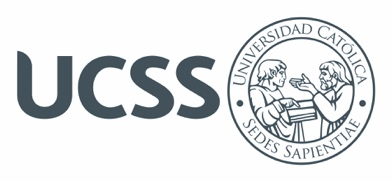 UCSS
UNIVERSIDAD CATÓLICA
SEDES SAPIENTIAE